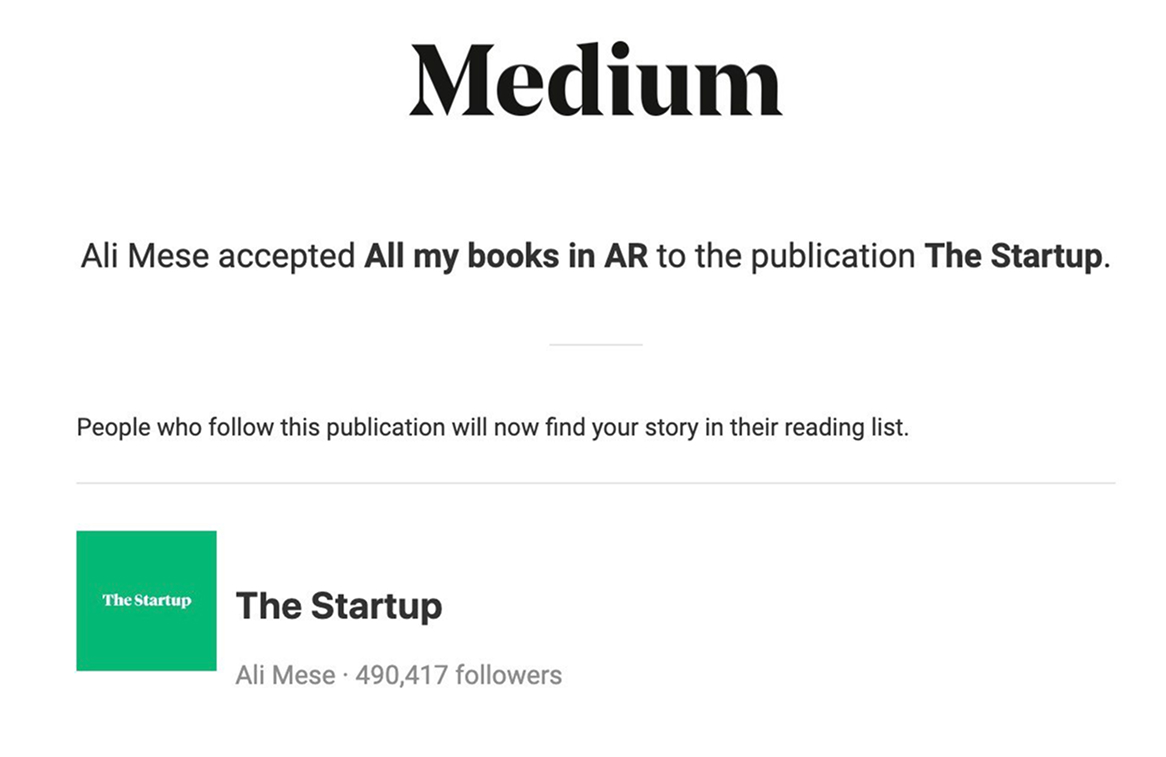 Medium
Ali Mese accepted All my books in AR to the publication The Startup.
People who follow this publication will now find your story in their reading list.
The Startup
The Startup
Ali Mese · 490,417 followers